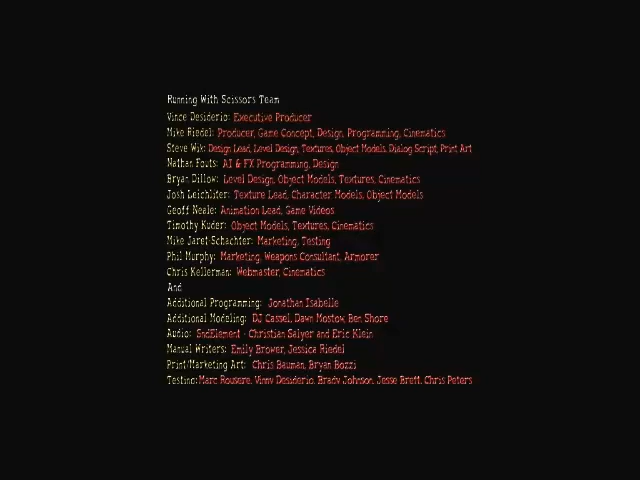 Running With Scissors Team
Vince Desiderio: Executive Producer
Mike Riedel: Producer, Game Concept, Design, Programming, Cinematics
Steve Wik: Design Lead, Level Design, Textures, Object Models, Dialog Script, Print Art
Nathan Fouts: AI & FX Programming, Design
Bryan Dillow: Level Design, Object Models, Textures, Cinematics
Josh Leichliter: Texture Lead, Character Models, Object Models
Geoff Neale: Animation Lead, Game Videos
Timothy Kuder: Object Models, Textures, Cinematics
Mike Jaret-Schachter: Marketing, Testing
Phil Murphy: Marketing, Weapons Consultant, Armorer
Chris Kellerman: Webmaster, Cinematics
And
Additional Programming: Jonathan Isabelle
Additional Modeling: DJ Cassel, Dawn Mostow, Ben Shore
Audio: SndElement - Christian Salyer and Eric Klein
Manual Writers: Emily Brower, Jessica Riedel
Print/Marketing Art: Chris Bauman, Bryan Bozzi
Testing: Marc Rousere, Vinny Desiderio, Brady Johnson, Jesse Brett, Chris Peters